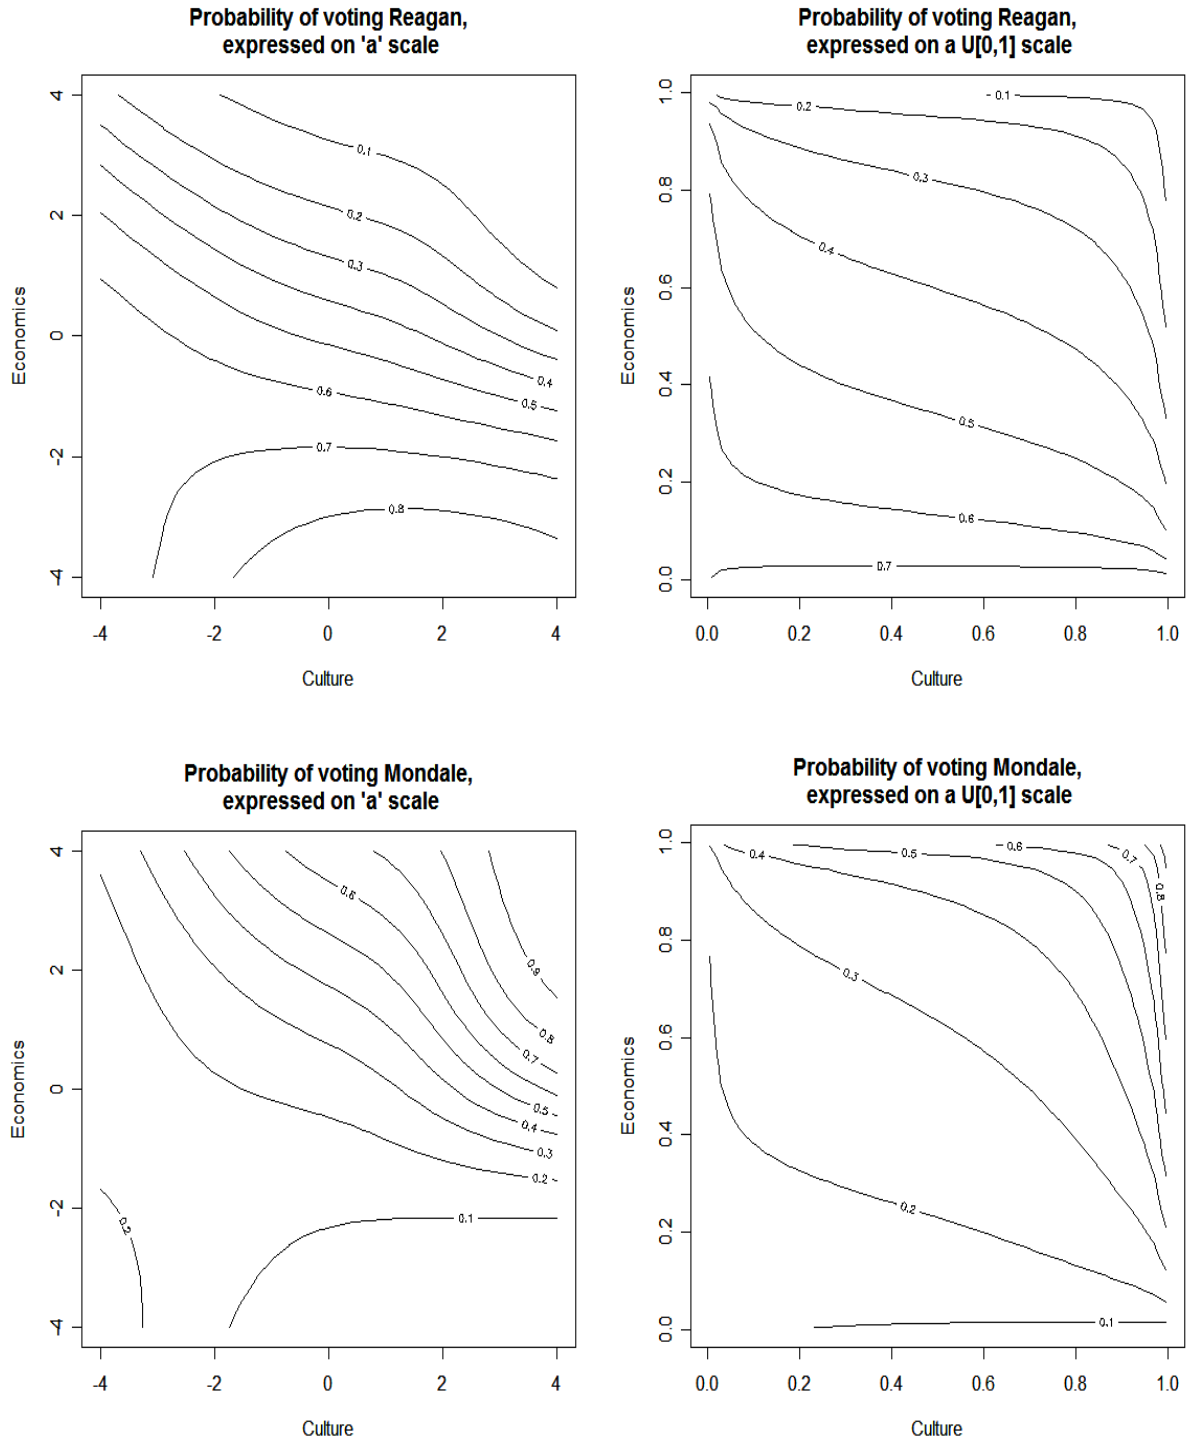 Probability of voting Reagan,
expressed on 'a' scale
Economics
4
2
0
-2
-4
0.1
0.2
0.3
0.4
0.5
0.6
0.7
0.8
-4 -2 0 2 4
Culture
Probability of voting Reagan,
expressed on a U[0,1] scale
Economics
1.0
0.8
0.6
0.4
0.2
0.0
0.1
0.2
0.3
0.4
0.5
0.6
0.7
0.0 0.2 0.4 0.6 0.8 1.0
Culture
Probability of voting Mondale,
expressed on 'a' scale
Economics
4
2
0
-2
-4
0.6
0.9
0.8
0.7
0.5
0.4
0.3
0.2
0.2
0.1
-4 -2 0 2 4
Culture
Probability of voting Mondale,
expressed on a U[0,1] scale
Economics
1.0
0.8
0.6
0.4
0.2
0.0
0.4
0.5
0.6
0.7
0.8
0.3
0.2
0.1
0.0 0.2 0.4 0.6 0.8 1.0
Culture